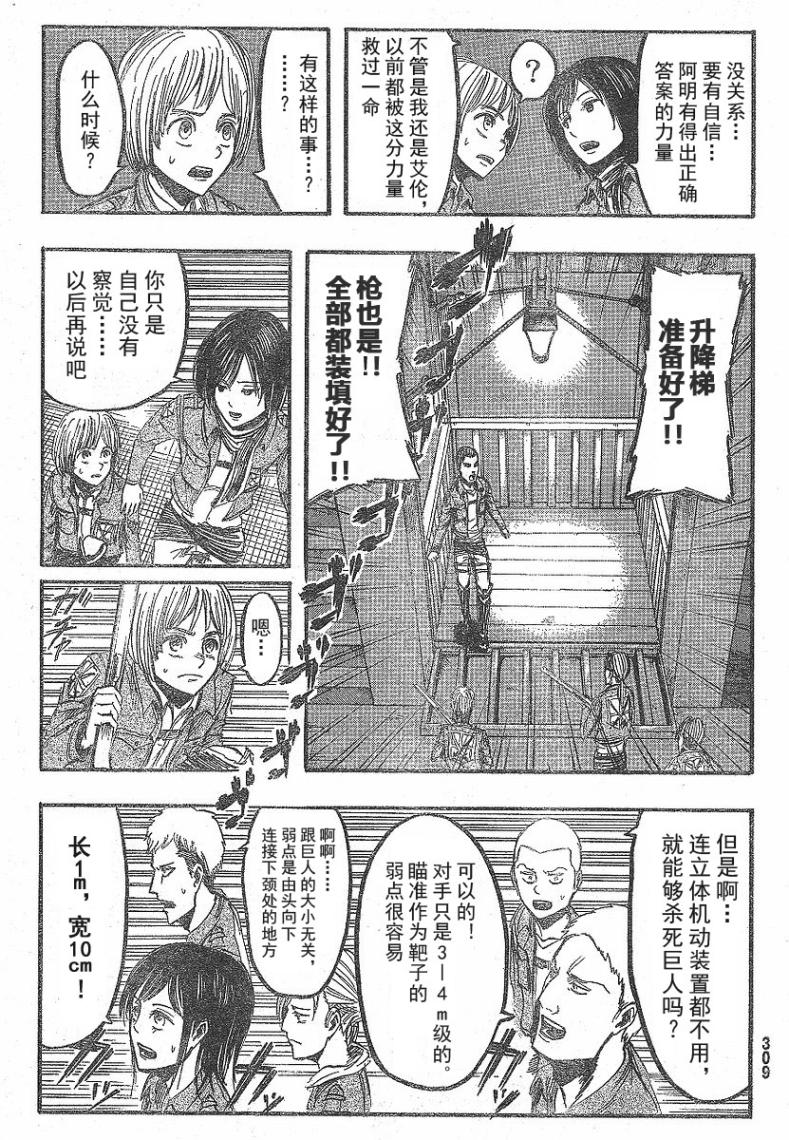 没关系…
要有自信…
阿明有得出正确
答案的力量
？
不管是我还是艾伦，
以前都被这分力量
救过一命
有这样的事…？
……？
什么时候？
升降梯
准备好了!!
枪也是!!
全部都装填好了!!
你只是
自己没有
察觉……
以后再说吧
嗯…
ガチャ
但是啊…
连立体机动装置都不用，
就能够杀死巨人吗？
可以的！
对手只是3—4m级的。
瞄准作为靶子的
弱点很容易
啊啊……
跟巨人的大小无关，
弱点是由头向下
连接下颈处的地方
长1m，宽10cm！
309